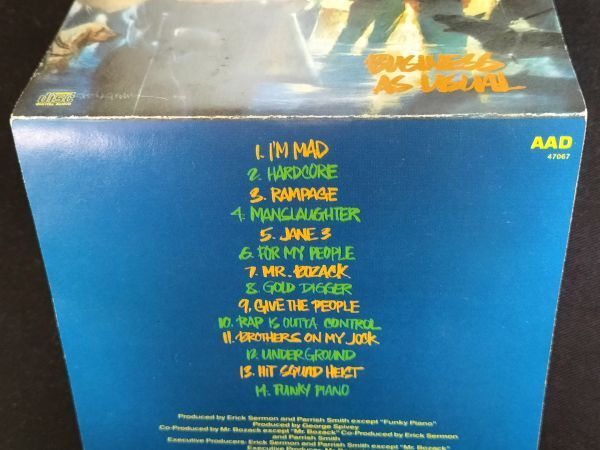 BUSINESS
AS USUAL
disc
DIGITAL AUDIO
AAD
47067
1. I'M MAD
2. HARDCORE
3. RAMPAGE
4. MANSLAUGHTER
5. JANE 3
6. FOR MY PEOPLE
7. MR. BOZACK
8. GOLD DIGGER
9. GIVE THE PEOPLE
10. RAP IS OUTTA CONTROL
11. BROTHERS ON MY JOCK
12. UNDERGROUND
13. HIT SQUAD HEIST
14. FUNKY PIANO
Produced by Erick Sermon and Parrish Smith except "Funky Piano"
Produced by George Spivey
Co-Produced by Mr. Bozack except "Mr. Bozack" Co-Produced by Erick Sermon
and Parrish Smith
Executive Producers: Erick Sermon and Parrish Smith except "Mr. Bozack"